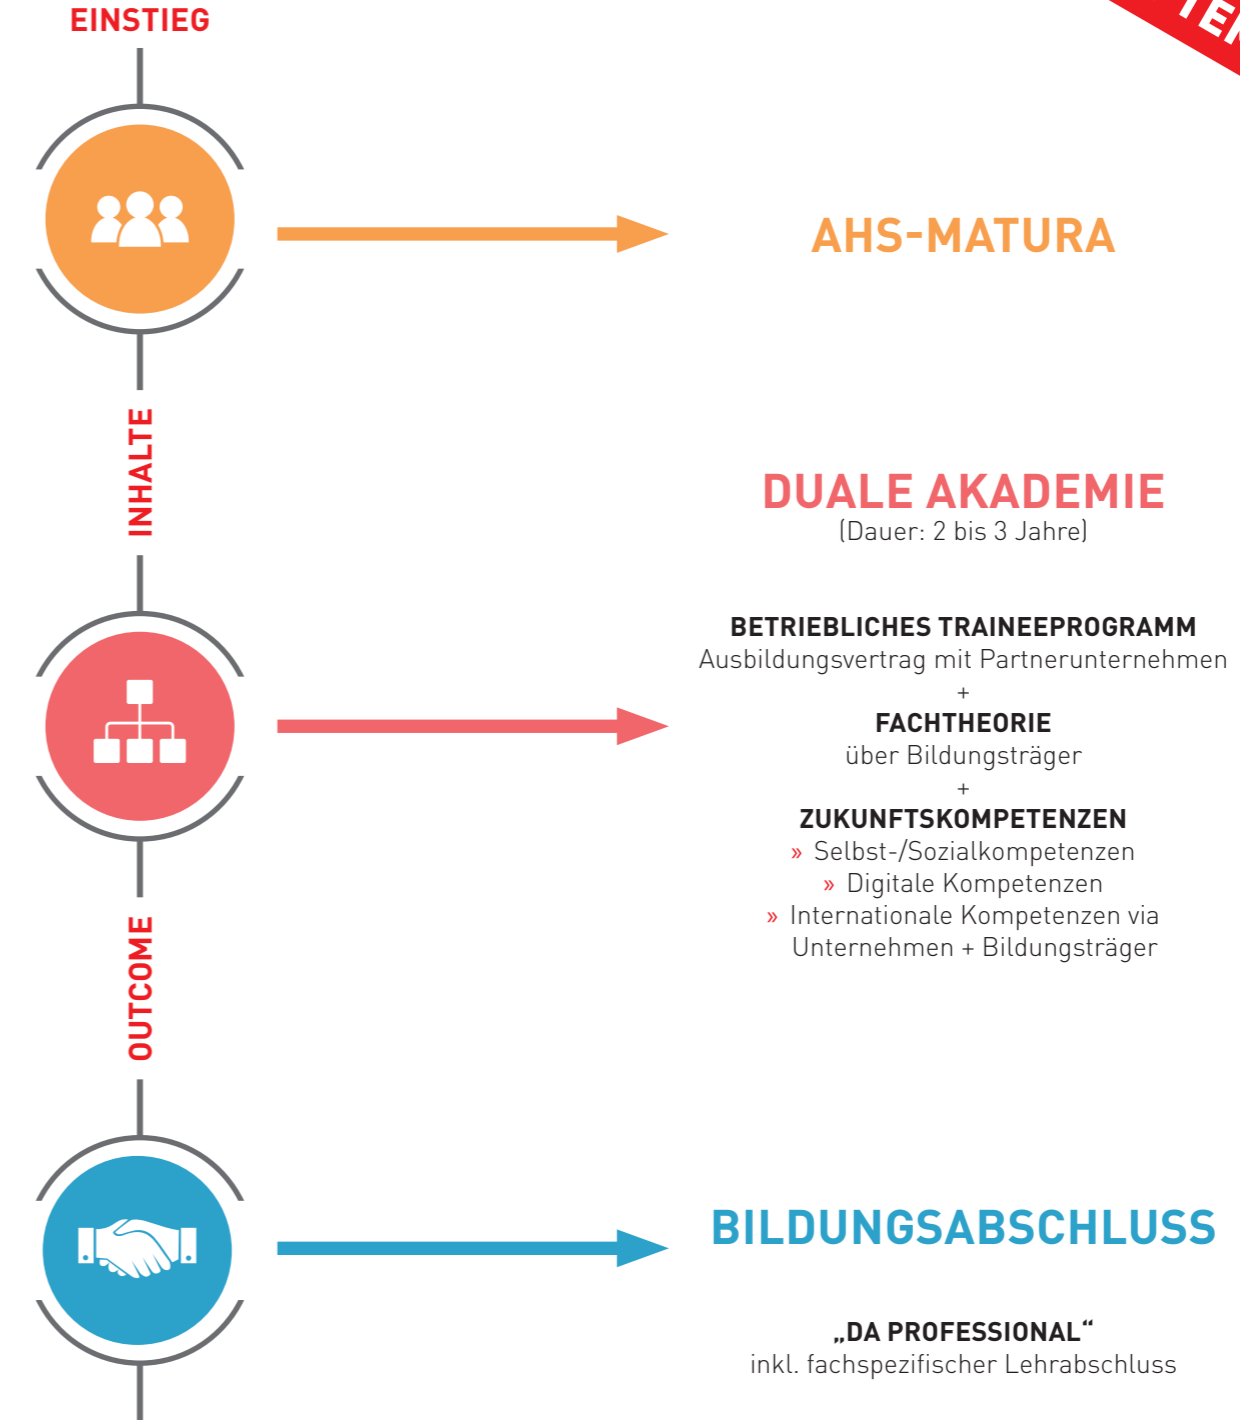 EINSTIEG
AHS-MATURA
INHALTE
DUALE AKADEMIE
(Dauer: 2 bis 3 Jahre)
BETRIEBLICHES TRAINEEPROGRAMM
Ausbildungsvertrag mit Partnerunternehmen
+
FACHTHEORIE
über Bildungsträger
+
ZUKUNFTSKOMPETENZEN
» Selbst-/Sozialkompetenzen
» Digitale Kompetenzen
» Internationale Kompetenzen via
Unternehmen + Bildungsträger
OUTCOME
BILDUNGSABSCHLUSS
„DA PROFESSIONAL“
inkl. fachspezifischer Lehrabschluss